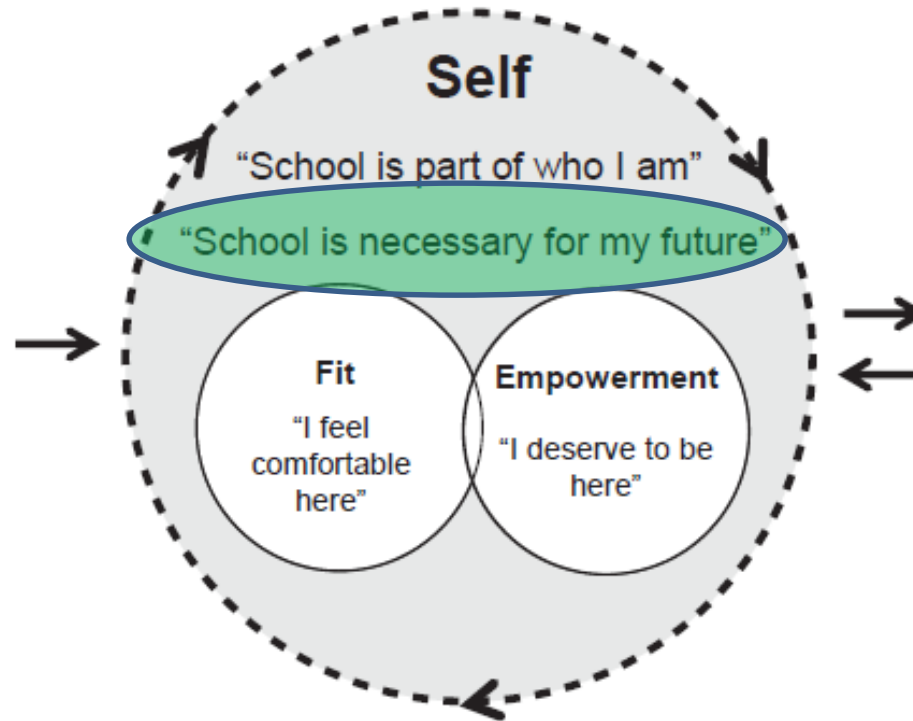 Self
“School is part of who I am”
“School is necessary for my future”
Fit
“I feel
comfortable
here”
Empowerment
“I deserve to be
here”